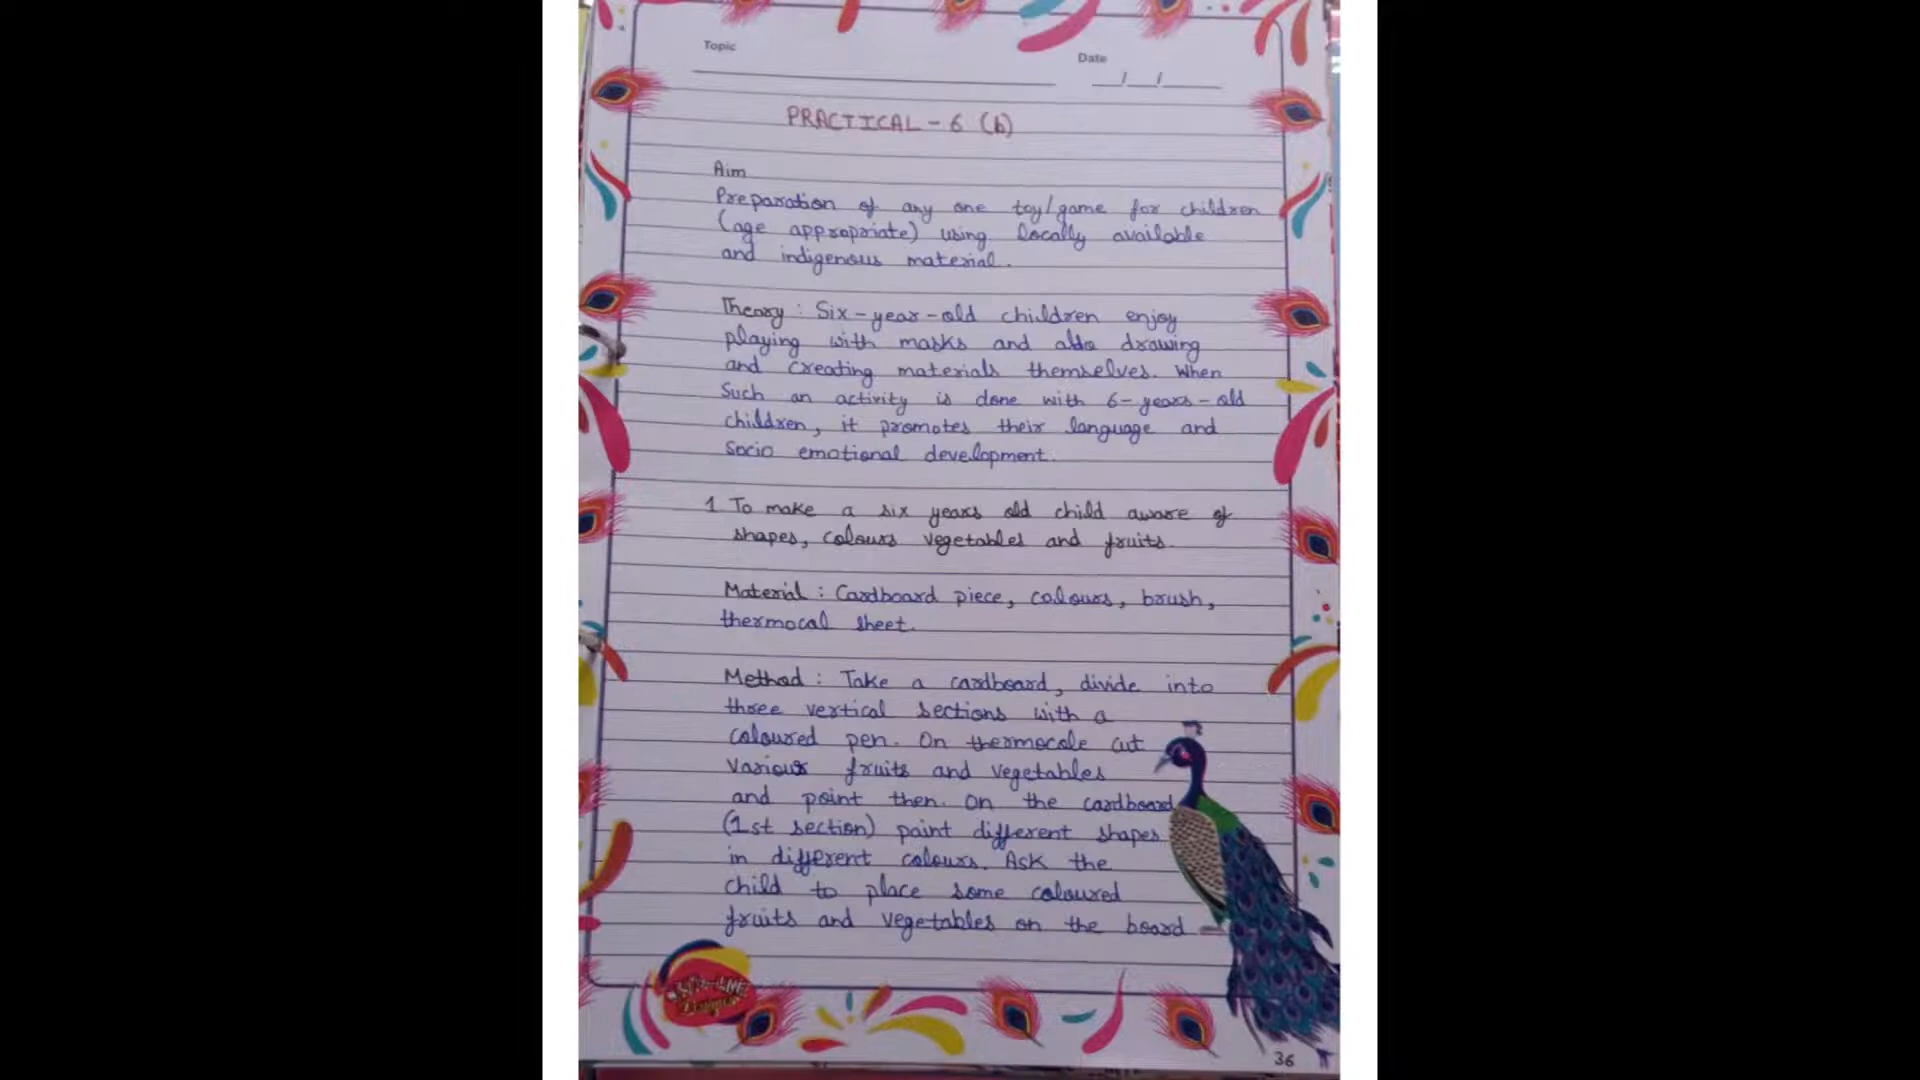 Topic
Date
__/__/____
PRACTICAL - 6 (b)
Aim
Preparation of any one toy/game for children
(age appropriate) using locally available
and indigenous material.
Theory : Six-year-old children enjoy
playing with masks and also drawing
and creating materials themselves. When
Such an activity is done with 6-years-old
children, it promotes their language and
Socio emotional development.
1 To make a six years old child aware of
shapes, colours vegetables and fruits.
Material : Cardboard piece, colours, brush,
thermocal sheet.
Method : Take a cardboard, divide into
three vertical sections with a
coloured pen. On thermocole cut
various fruits and vegetables
and point then. On the cardboard
(1st section) paint different shapes
in different colours. Ask the
child to place some coloured
fruits and vegetables on the board
36